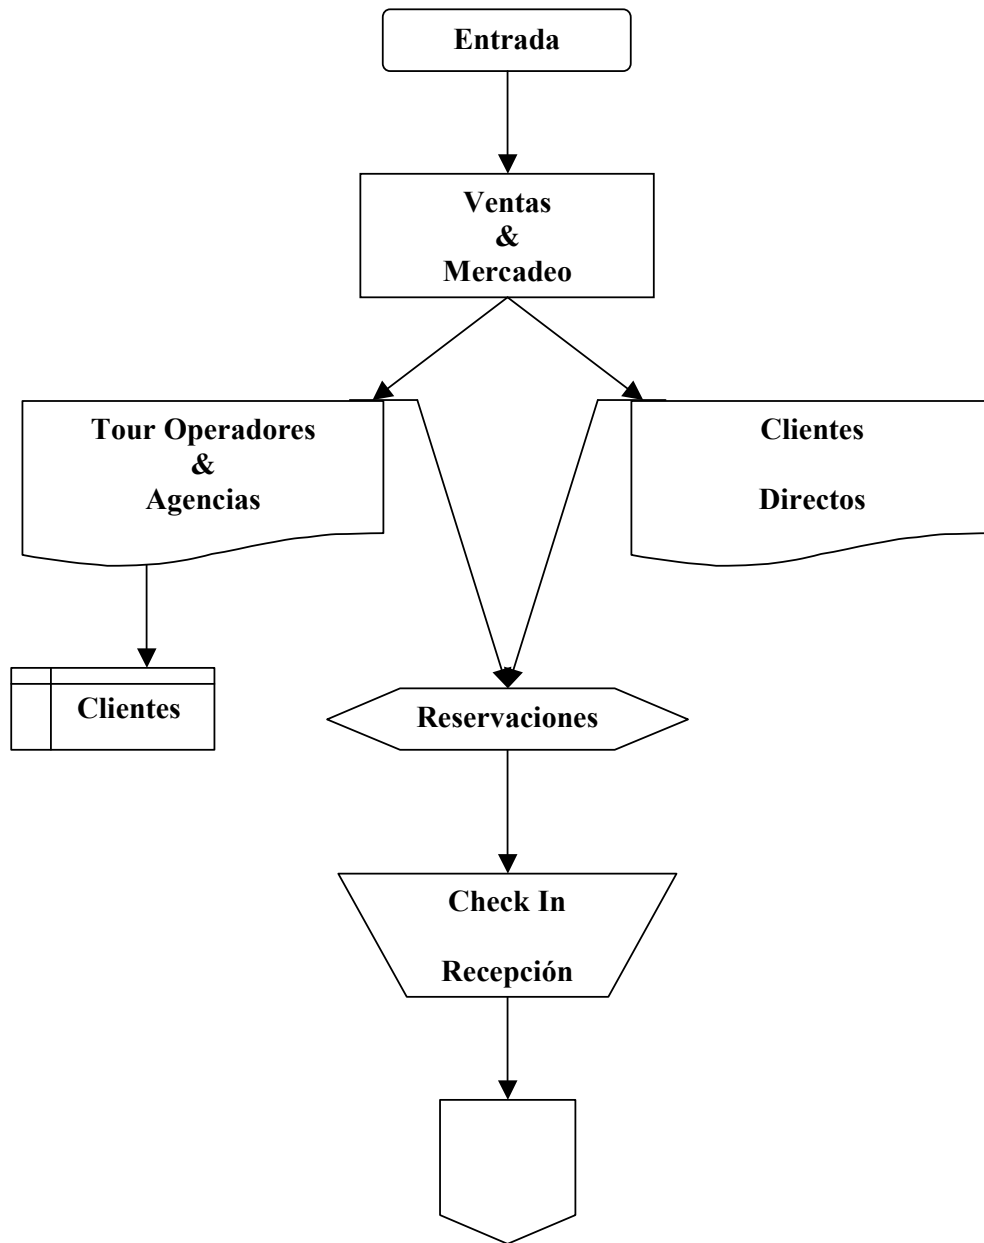 Entrada
Ventas
&
Mercadeo
Tour Operadores
&
Agencias
Clientes
Directos
Clientes
Reservaciones
Check In
Recepción